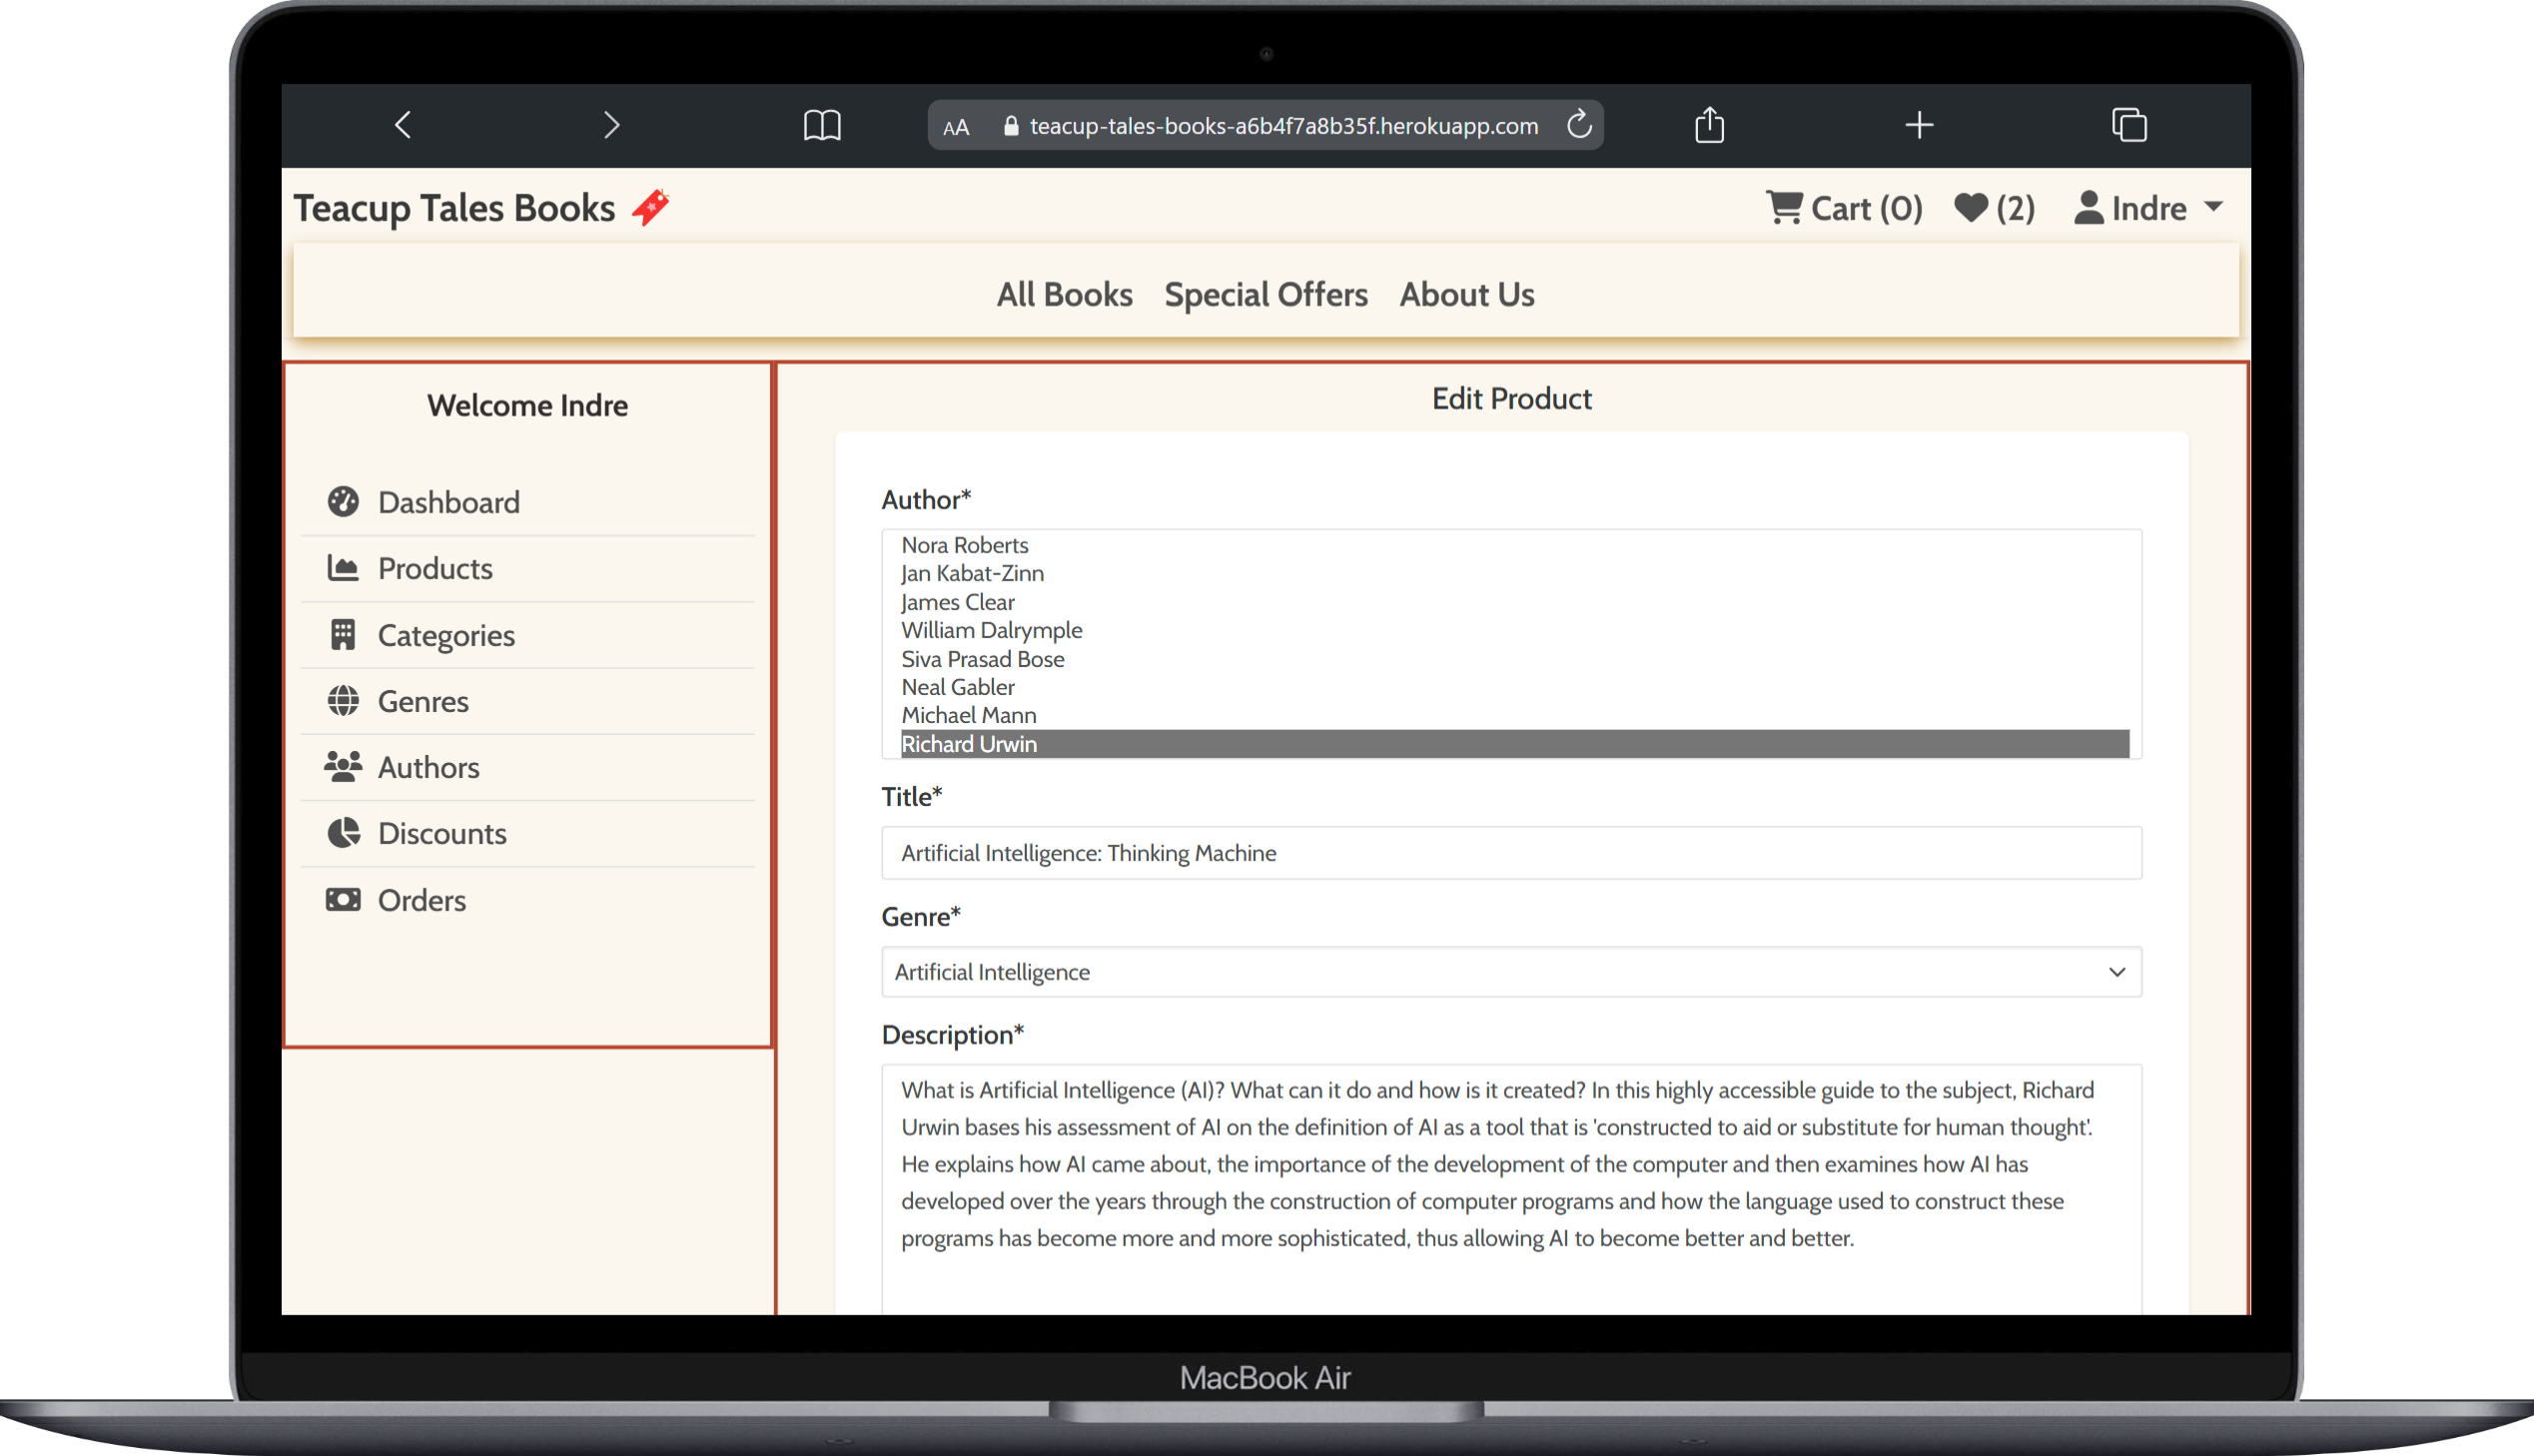 AA teacup-tales-books-a6b4f7a8b35f.herokuapp.com
Teacup Tales Books Cart (0) (2) Indre
All Books Special Offers About Us
Welcome Indre
Dashboard
Products
Categories
Genres
Authors
Discounts
Orders
Edit Product
Author*
Nora Roberts
Jan Kabat-Zinn
James Clear
William Dalrymple
Siva Prasad Bose
Neal Gabler
Michael Mann
Richard Urwin
Title*
Artificial Intelligence: Thinking Machine
Genre*
Artificial Intelligence
Description*
What is Artificial Intelligence (AI)? What can it do and how is it created? In this highly accessible guide to the subject, Richard
Urwin bases his assessment of AI on the definition of AI as a tool that is 'constructed to aid or substitute for human thought'.
He explains how AI came about, the importance of the development of the computer and then examines how AI has
developed over the years through the construction of computer programs and how the language used to construct these
programs has become more and more sophisticated, thus allowing AI to become better and better.
MacBook Air